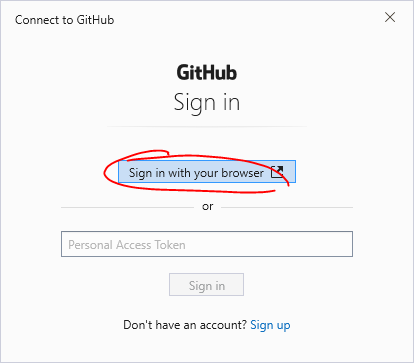 Connect to GitHub
GitHub
Sign in
Sign in with your browser
or
Personal Access Token
Sign in
Don't have an account? Sign up